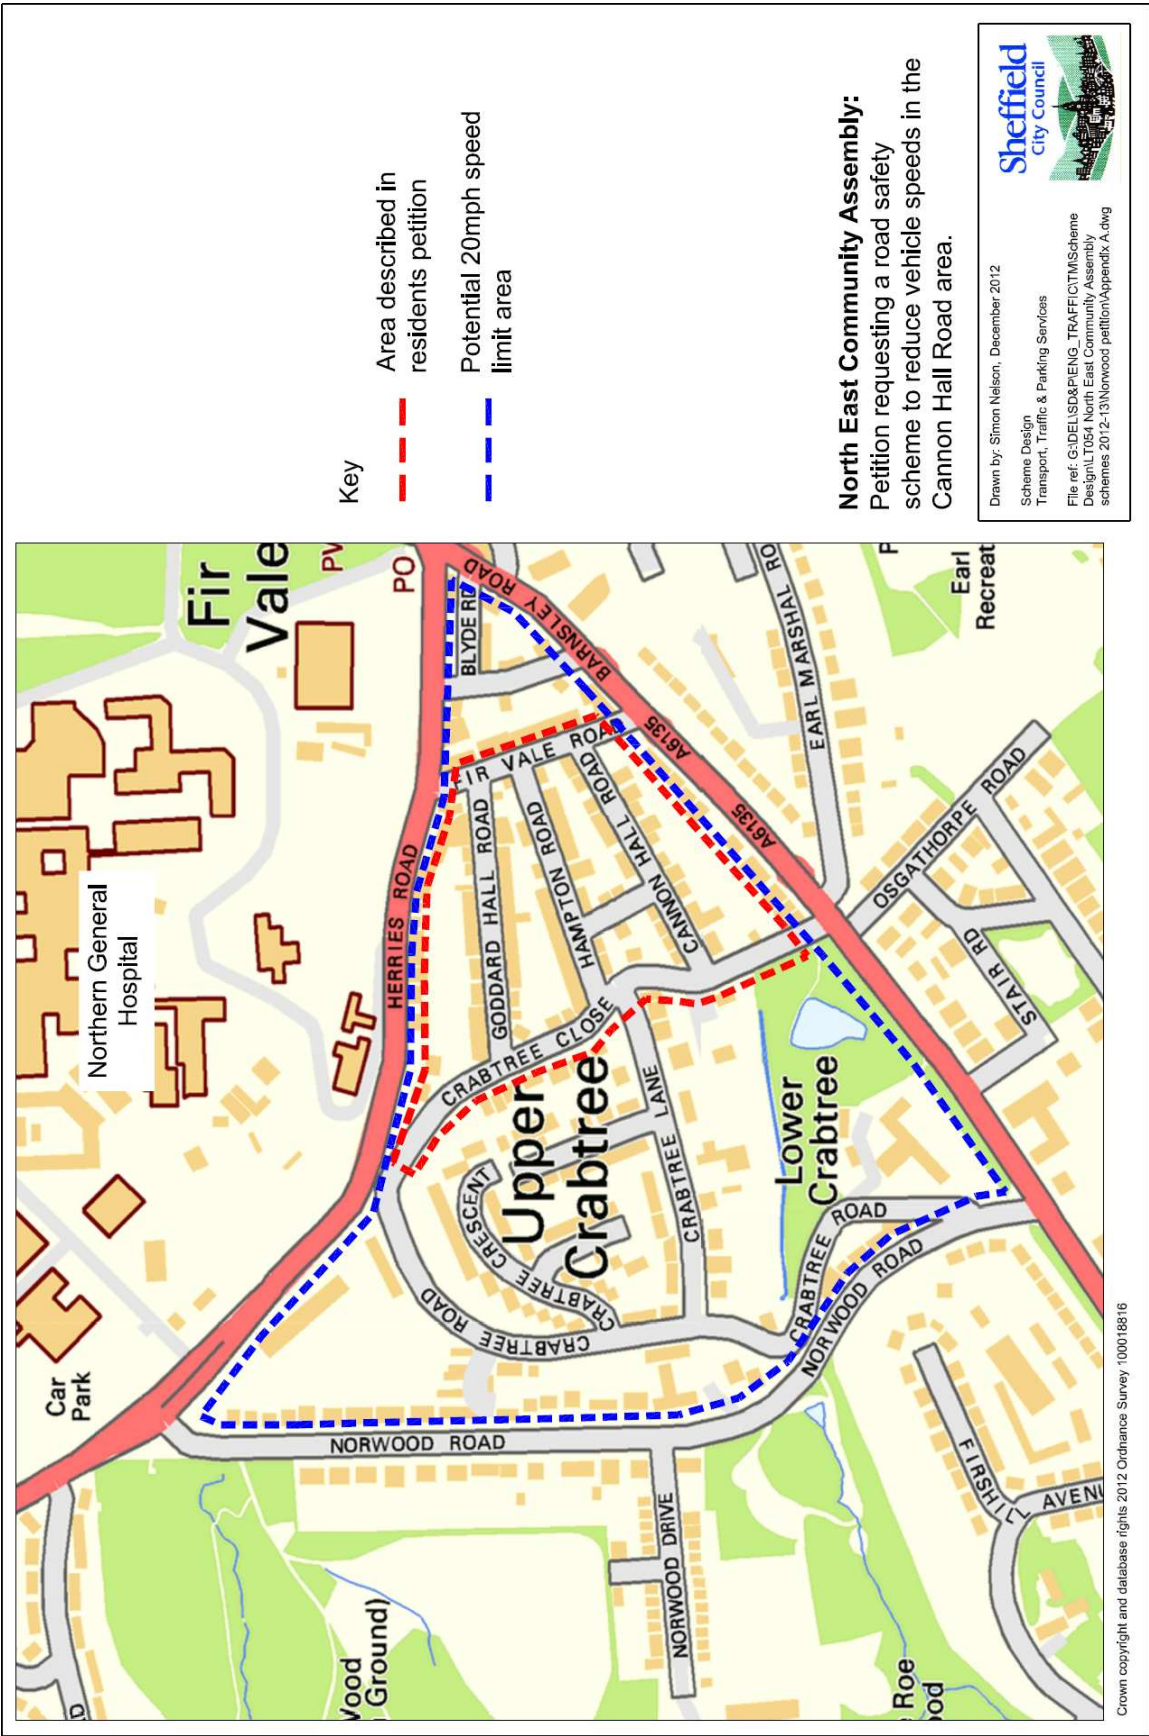 Northern General
Hospital
Fir
Vale
PO
Car
Park
HERRIES ROAD
BLYDE RD
BARNSLEY ROAD
FIR VALE ROAD
GODDARD HALL ROAD
HAMPTON ROAD
CANNON HALL ROAD
A6135
A6135
EARL MARSHAL RO
Earl
Recreat
OSGATHORPE ROAD
STAIR RD
CRABTREE CLOSE
Upper
Crabtree
CRABTREE LANE
CRABTREE CRESCENT
CRABTREE
CRABTREE ROAD
CRABTREE
Lower
Crabtree
CRABTREE ROAD
NORWOOD ROAD
NORWOOD ROAD
NORWOOD DRIVE
FIRSHILL
AVENU
Wood
Ground)
Roe
ood
Key
Area described in
residents petition
Potential 20mph speed
limit area
North East Community Assembly:
Petition requesting a road safety
scheme to reduce vehicle speeds in the
Cannon Hall Road area.
Drawn by: Simon Nelson, December 2012
Scheme Design
Transport, Traffic & Parking Services
File ref: G:\DEL\SD&P\ENG_TRAFFIC\TM\Scheme
Design\LT054 North East Community Assembly
schemes 2012-13\Norwood petition\Appendix A.dwg
Sheffield
City Council
Crown copyright and database rights 2012 Ordnance Survey 100018816